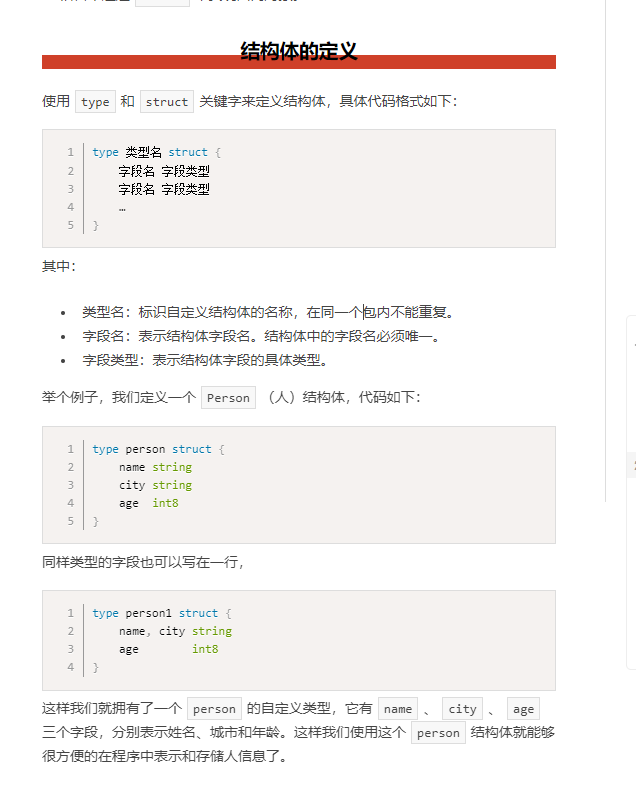 结构体的定义
使用 type 和 struct 关键字来定义结构体，具体代码格式如下：
1 type 类型名 struct {
2 字段名 字段类型
3 字段名 字段类型
4 …
5 }
其中：
• 类型名：标识自定义结构体的名称，在同一个包内不能重复。
• 字段名：表示结构体字段名。结构体中的字段名必须唯一。
• 字段类型：表示结构体字段的具体类型。
举个例子，我们定义一个 Person （人）结构体，代码如下：
1 type person struct {
2 name string
3 city string
4 age  int8
5 }
同样类型的字段也可以写在一行，
1 type person1 struct {
2 name, city string
3 age        int8
4 }
这样我们就拥有了一个 person 的自定义类型，它有 name 、 city 、 age
三个字段，分别表示姓名、城市和年龄。这样我们使用这个 person 结构体就能够
很方便的在程序中表示和存储人信息了。